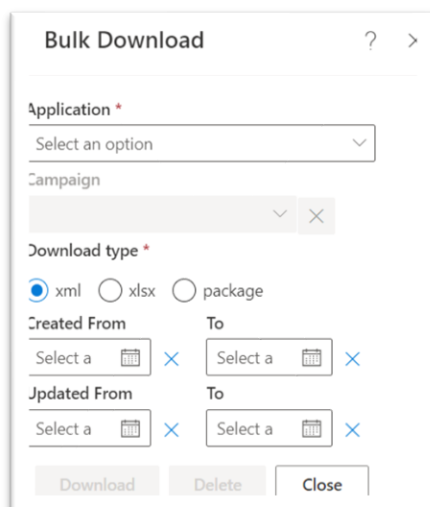 Bulk Download ?
Application *
Select an option
Campaign
Download type *
xml xlsx package
Created From To
Select a Select a
Updated From To
Select a Select a
Download Delete Close